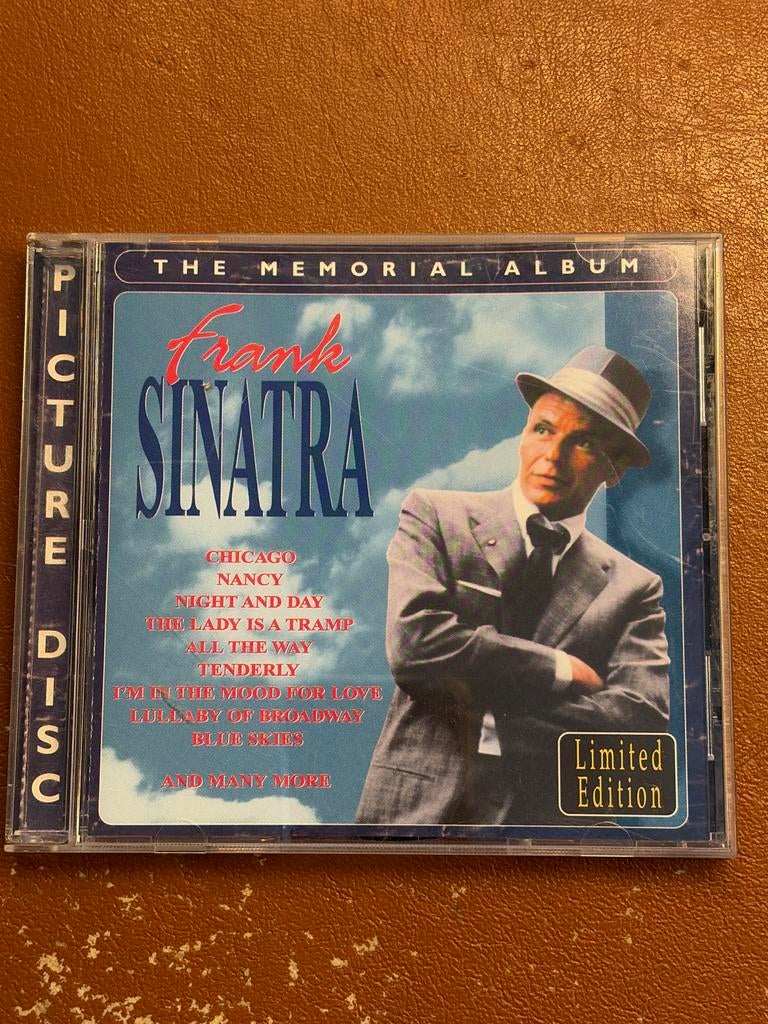 PICTURE DISC
THE MEMORIAL ALBUM
Frank
SINATRA
CHICAGO
NANCY
NIGHT AND DAY
THE LADY IS A TRAMP
ALL THE WAY
TENDERLY
I'M IN THE MOOD FOR LOVE
LULLABY OF BROADWAY
BLUE SKIES
AND MANY MORE
Limited
Edition